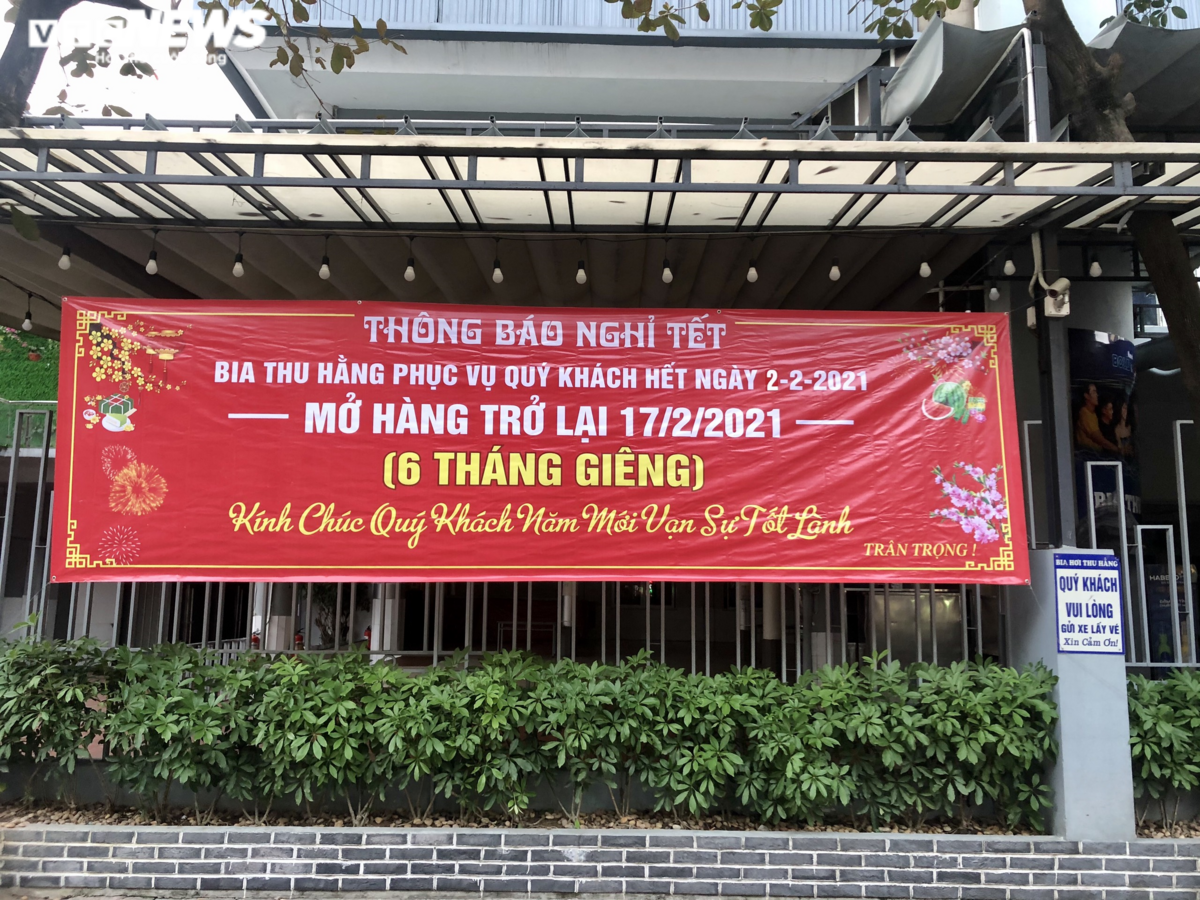 NEWS
THÔNG BÁO NGHỈ TẾT
BIA THU HẰNG PHỤC VỤ QUÝ KHÁCH HẾT NGÀY 2-2-2021
MỞ HÀNG TRỞ LẠI 17/2/2021
(6 THÁNG GIÊNG)
Kính Chúc Quý Khách Năm Mới Vạn Sự Tốt Lành
TRÂN TRỌNG !
BIA HƠI THU HẰNG
QUÝ KHÁCH
VUI LÒNG
GỬI XE LẤY VÉ
Xin Cảm Ơn!